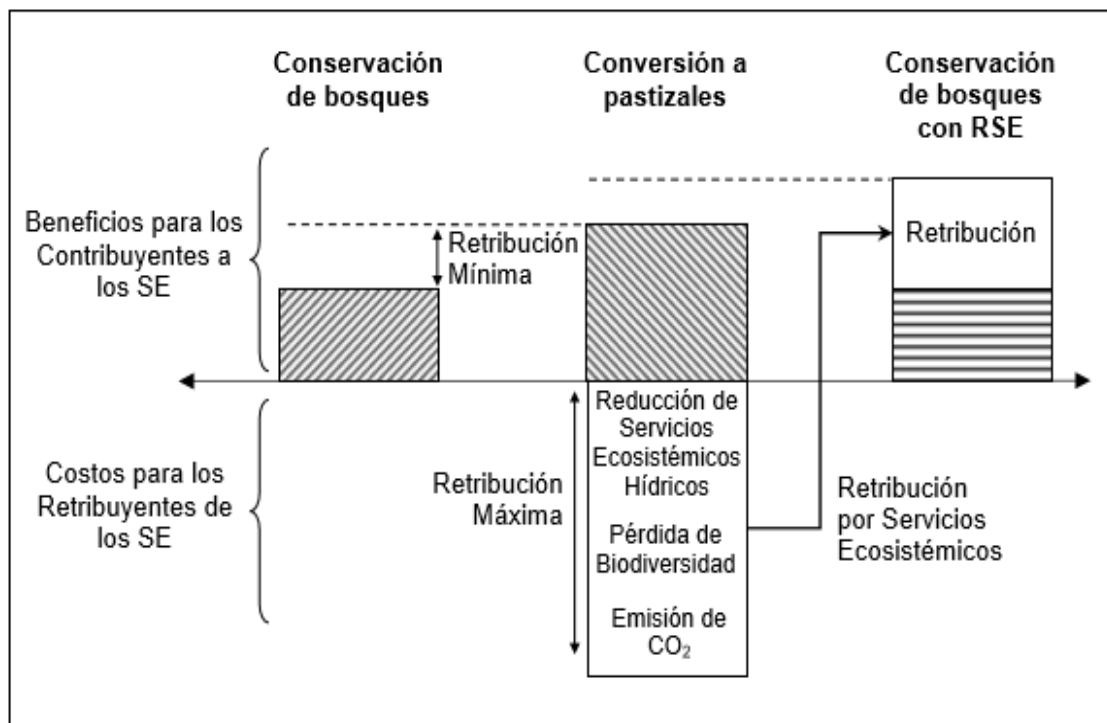 Conservación
de bosques
Conversión a
pastizales
Conservación
de bosques
con RSE
Beneficios para los
Contribuyentes a
los SE
Retribución
Mínima
Retribución
Costos para los
Retribuyentes de
los SE
Retribución
Máxima
Reducción de
Servicios
Ecosistémicos
Hídricos
Pérdida de
Biodiversidad
Emisión de
CO₂
Retribución
por Servicios
Ecosistémicos